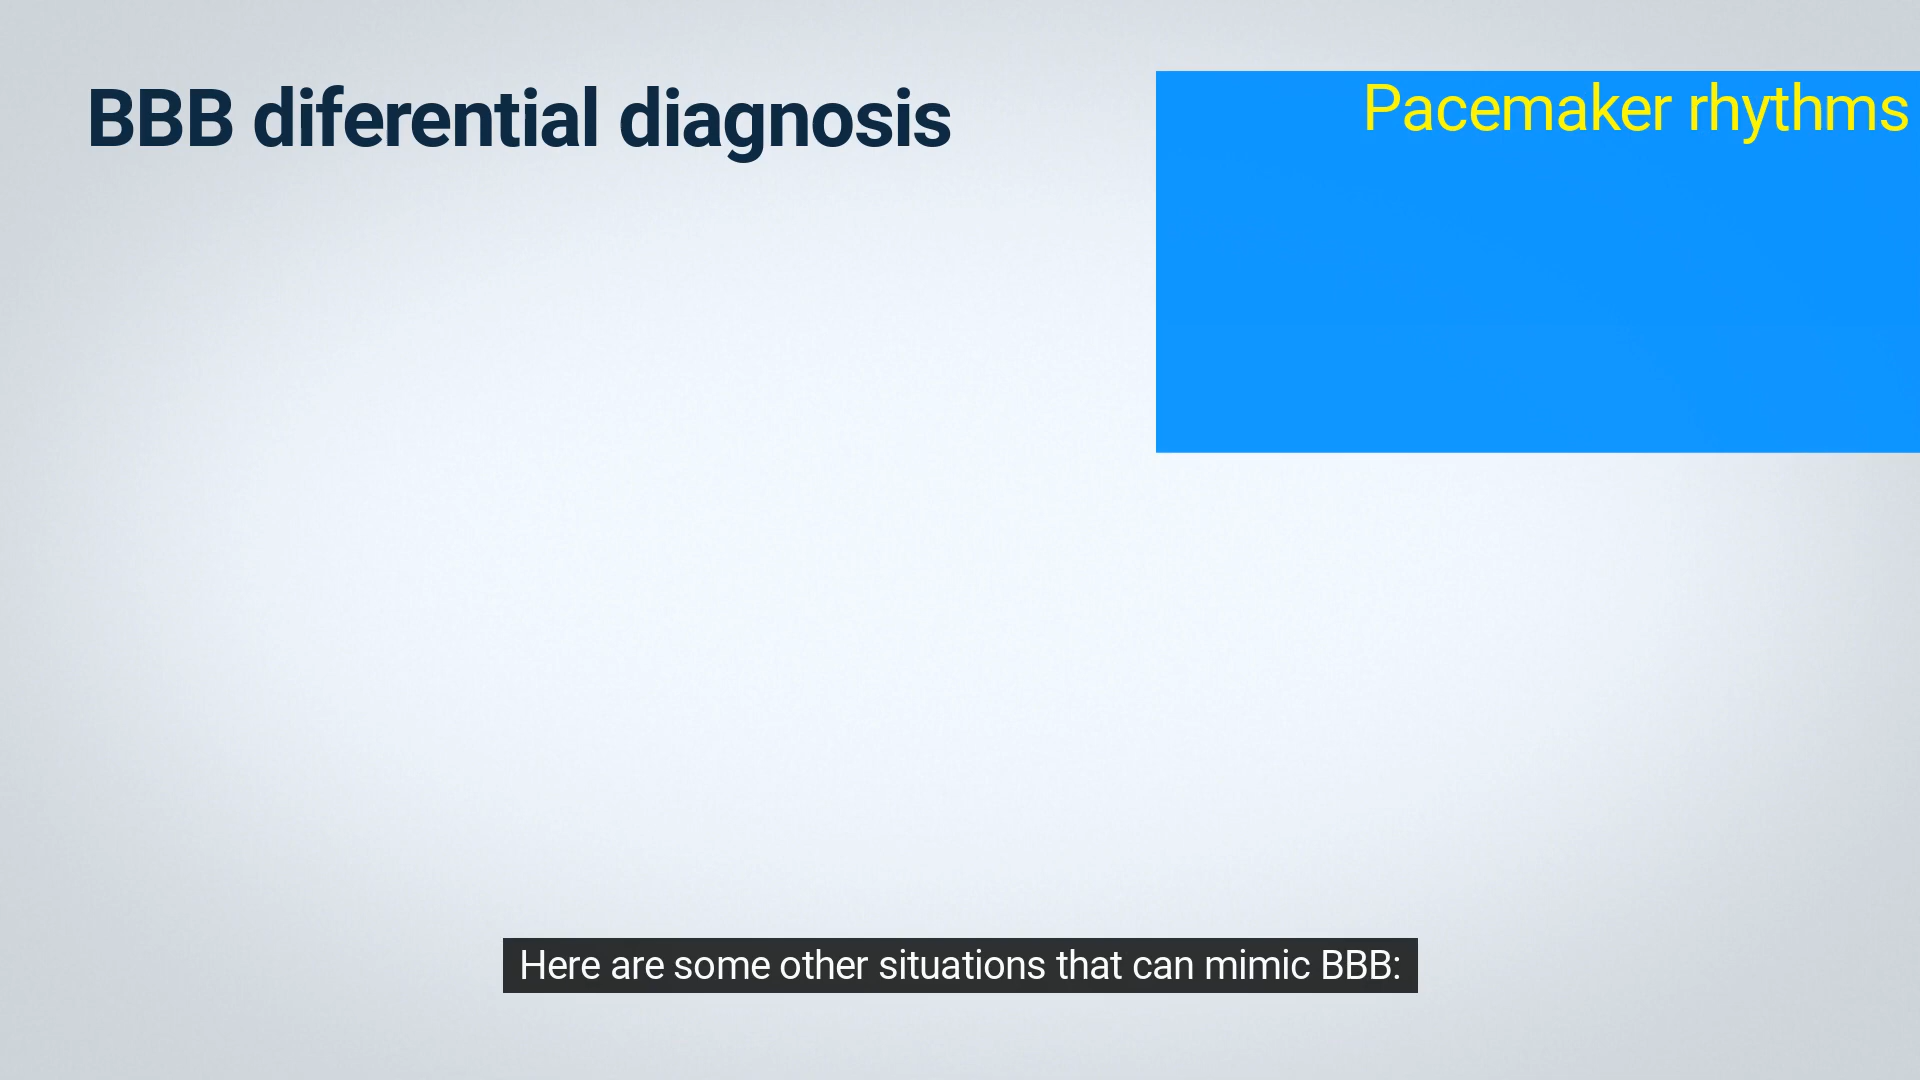 BBB diferential diagnosis
Pacemaker rhythms
Here are some other situations that can mimic BBB: